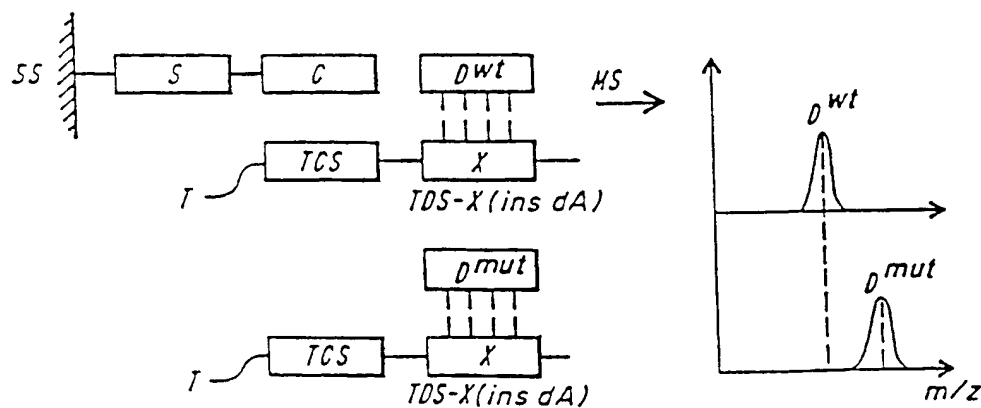 SS
S
C
D wt
MS
D wt
T
TCS
X
TDS-X (ins dA)
D mut
D mut
T
TCS
X
TDS-X (ins dA)
m/z